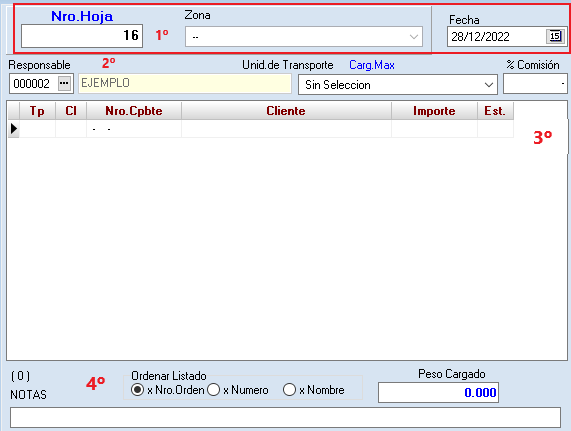 Nro.Hoja Zona Fecha
16 1º -- 28/12/2022 15
Responsable 2º Unid.de Transporte Carg.Max % Comisión
000002 ... EJEMPLO Sin Seleccion -
Tp Cl Nro.Cpbte Cliente Importe Est.
- -
3º
( 0 ) 4º Ordenar Listado Peso Cargado
NOTAS x Nro.Orden x Numero x Nombre 0.000